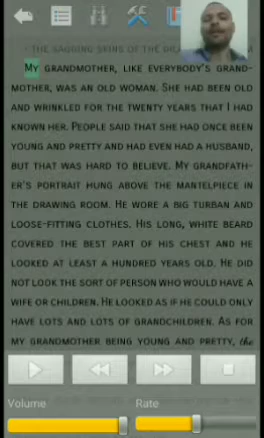 THE SAGGING SKINS OF THE
MY GRANDMOTHER, LIKE EVERYBODY'S GRAND-
MOTHER, WAS AN OLD WOMAN. SHE HAD BEEN OLD
AND WRINKLED FOR THE TWENTY YEARS THAT I HAD
KNOWN HER. PEOPLE SAID THAT SHE HAD ONCE BEEN
YOUNG AND PRETTY AND HAD EVEN HAD A HUSBAND,
BUT THAT WAS HARD TO BELIEVE. MY GRANDFATH-
ER'S PORTRAIT HUNG ABOVE THE MANTELPIECE IN
THE DRAWING ROOM. HE WORE A BIG TURBAN AND
LOOSE-FITTING CLOTHES. HIS LONG, WHITE BEARD
COVERED THE BEST PART OF HIS CHEST AND HE
LOOKED AT LEAST A HUNDRED YEARS OLD. HE DID
NOT LOOK THE SORT OF PERSON WHO WOULD HAVE A
WIFE OR CHILDREN. HE LOOKED AS IF HE COULD ONLY
HAVE LOTS AND LOTS OF GRANDCHILDREN. AS FOR
MY GRANDMOTHER BEING YOUNG AND PRETTY, the
Volume Rate